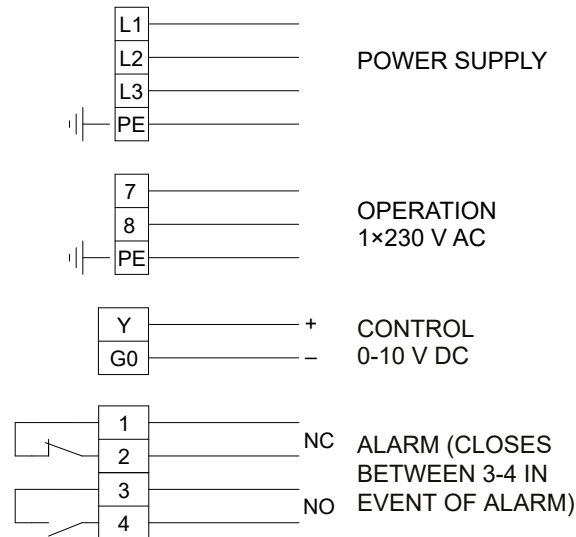 L1
L2
L3
PE
POWER SUPPLY
7
8
PE
OPERATION
1×230 V AC
Y
G0
+
–
CONTROL
0-10 V DC
1
2
3
4
NC
NO
ALARM (CLOSES
BETWEEN 3-4 IN
EVENT OF ALARM)